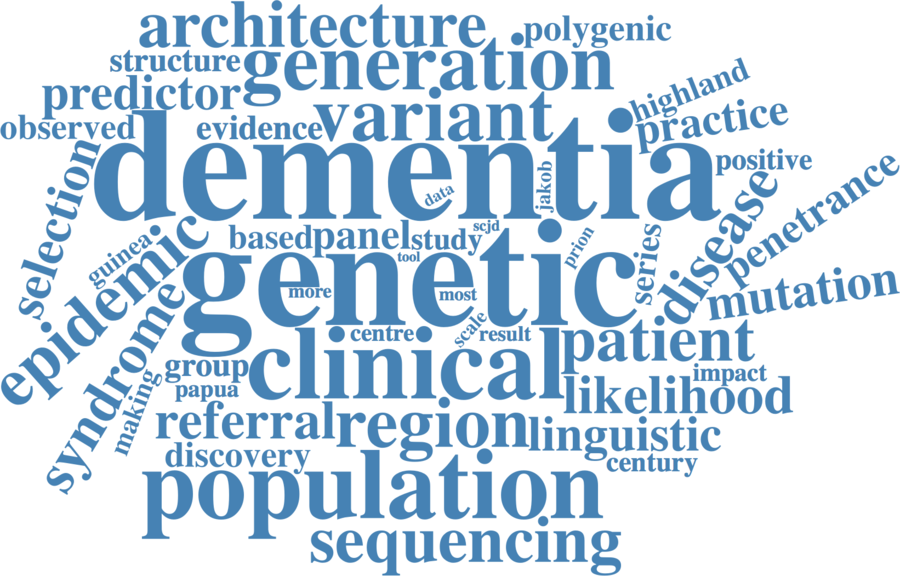 architecture
polygenic
structure
generation
predictor
highland
variant
practice
observed
evidence
dementia
positive
selection
data
jakob
disease
penetrance
guinea
epidemic
based
panel
study
scjd
tool
prion
series
genetic
more
most
mutation
syndrome
centre
scale
result
patient
group
clinical
impact
papua
making
likelihood
referral
region
linguistic
discovery
century
population
sequencing